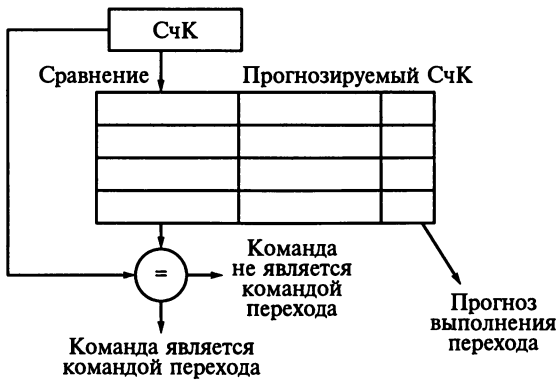 СчК
Сравнение
Прогнозируемый СчК
=
Команда
не является
командой
перехода
Прогноз
выполнения
перехода
Команда является
командой перехода